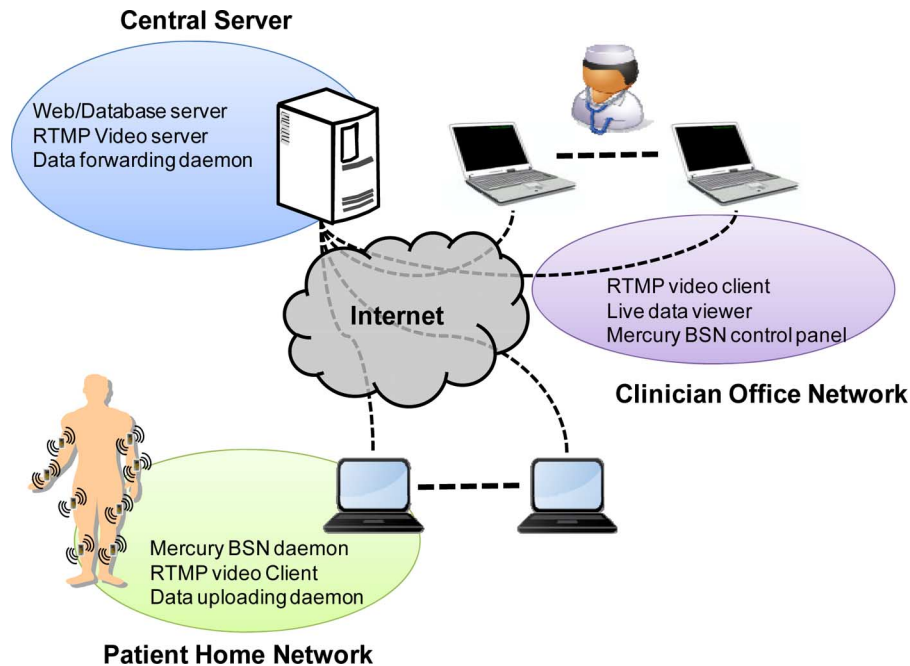 Central Server
Web/Database server
RTMP Video server
Data forwarding daemon
Internet
RTMP video client
Live data viewer
Mercury BSN control panel
Clinician Office Network
Mercury BSN daemon
RTMP video Client
Data uploading daemon
Patient Home Network